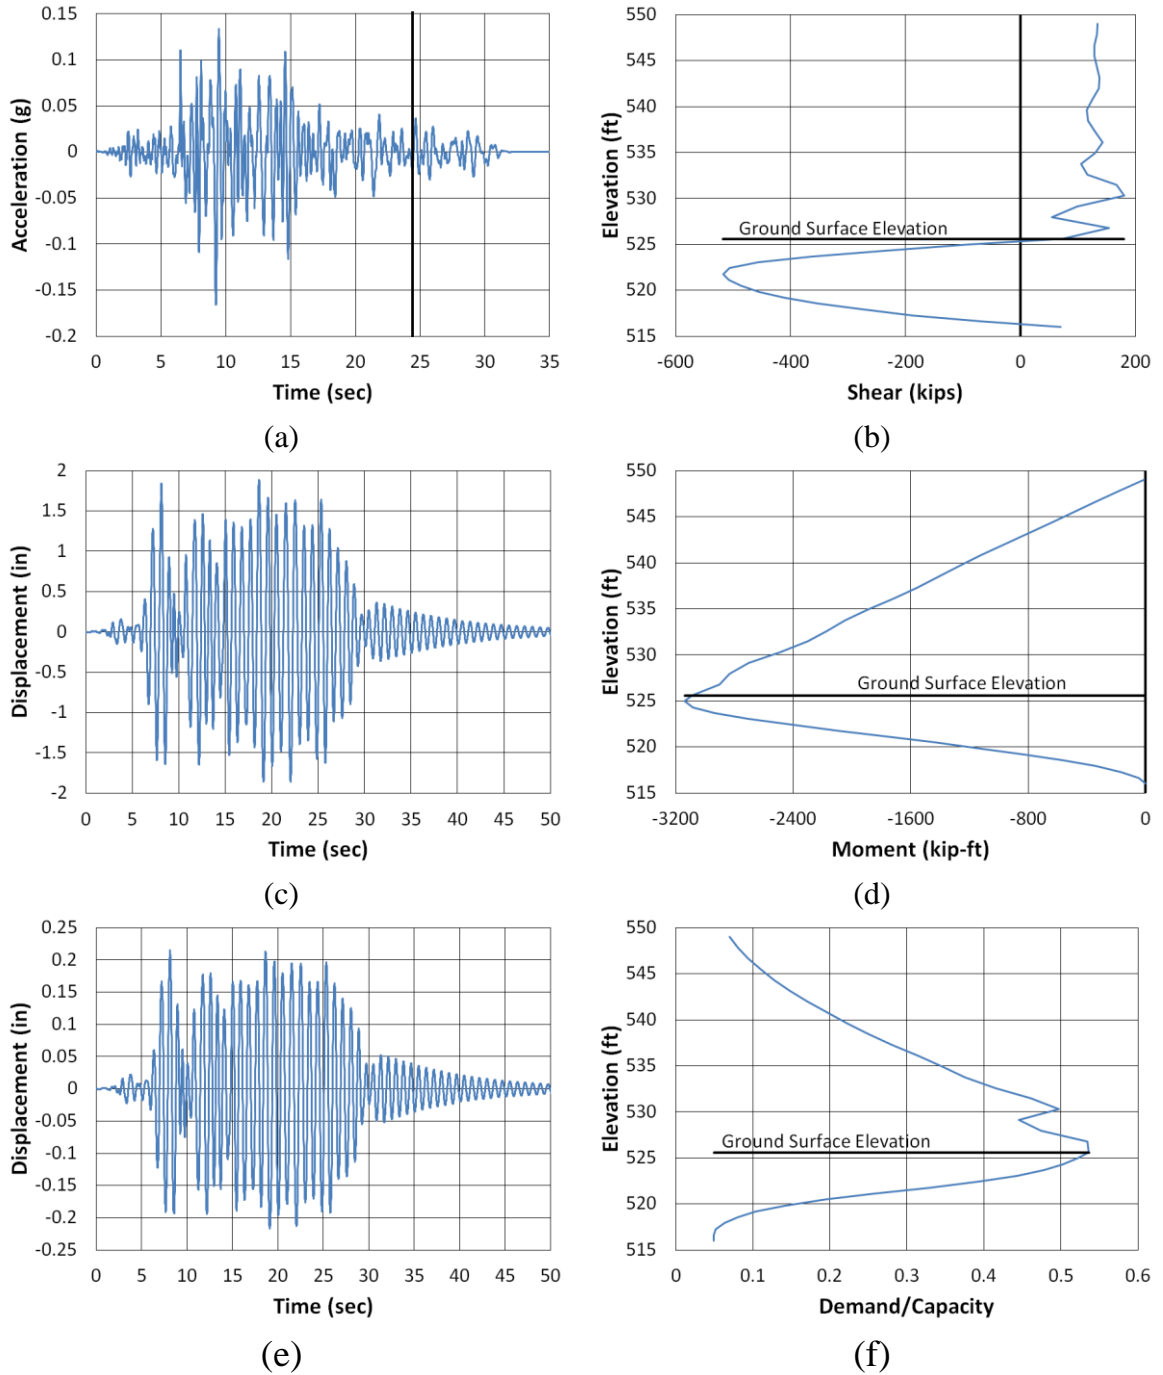 0.15
0.1
0.05
0
-0.05
-0.1
-0.15
-0.2
Acceleration (g)
0 5 10 15 20 25 30 35
Time (sec)
(a)
550
545
540
535
530
525
520
515
Elevation (ft)
Ground Surface Elevation
-600 -400 -200 0 200
Shear (kips)
(b)
2
1.5
1
0.5
0
-0.5
-1
-1.5
-2
Displacement (in)
0 5 10 15 20 25 30 35 40 45 50
Time (sec)
(c)
550
545
540
535
530
525
520
515
Elevation (ft)
Ground Surface Elevation
-3200 -2400 -1600 -800 0
Moment (kip-ft)
(d)
0.25
0.2
0.15
0.1
0.05
0
-0.05
-0.1
-0.15
-0.2
-0.25
Displacement (in)
0 5 10 15 20 25 30 35 40 45 50
Time (sec)
(e)
550
545
540
535
530
525
520
515
Elevation (ft)
Ground Surface Elevation
0 0.1 0.2 0.3 0.4 0.5 0.6
Demand/Capacity
(f)